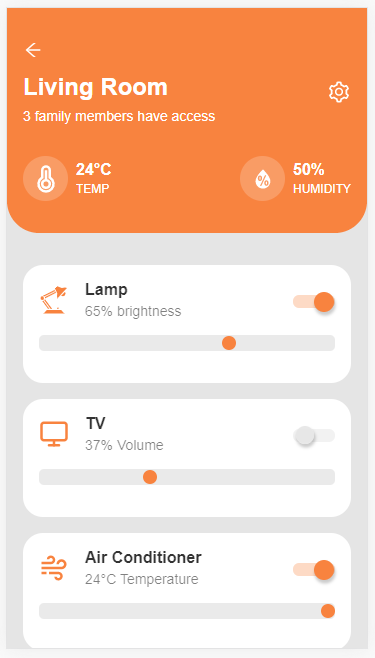 Living Room
3 family members have access
24°C
TEMP
50%
HUMIDITY
%
Lamp
65% brightness
TV
37% Volume
Air Conditioner
24°C Temperature